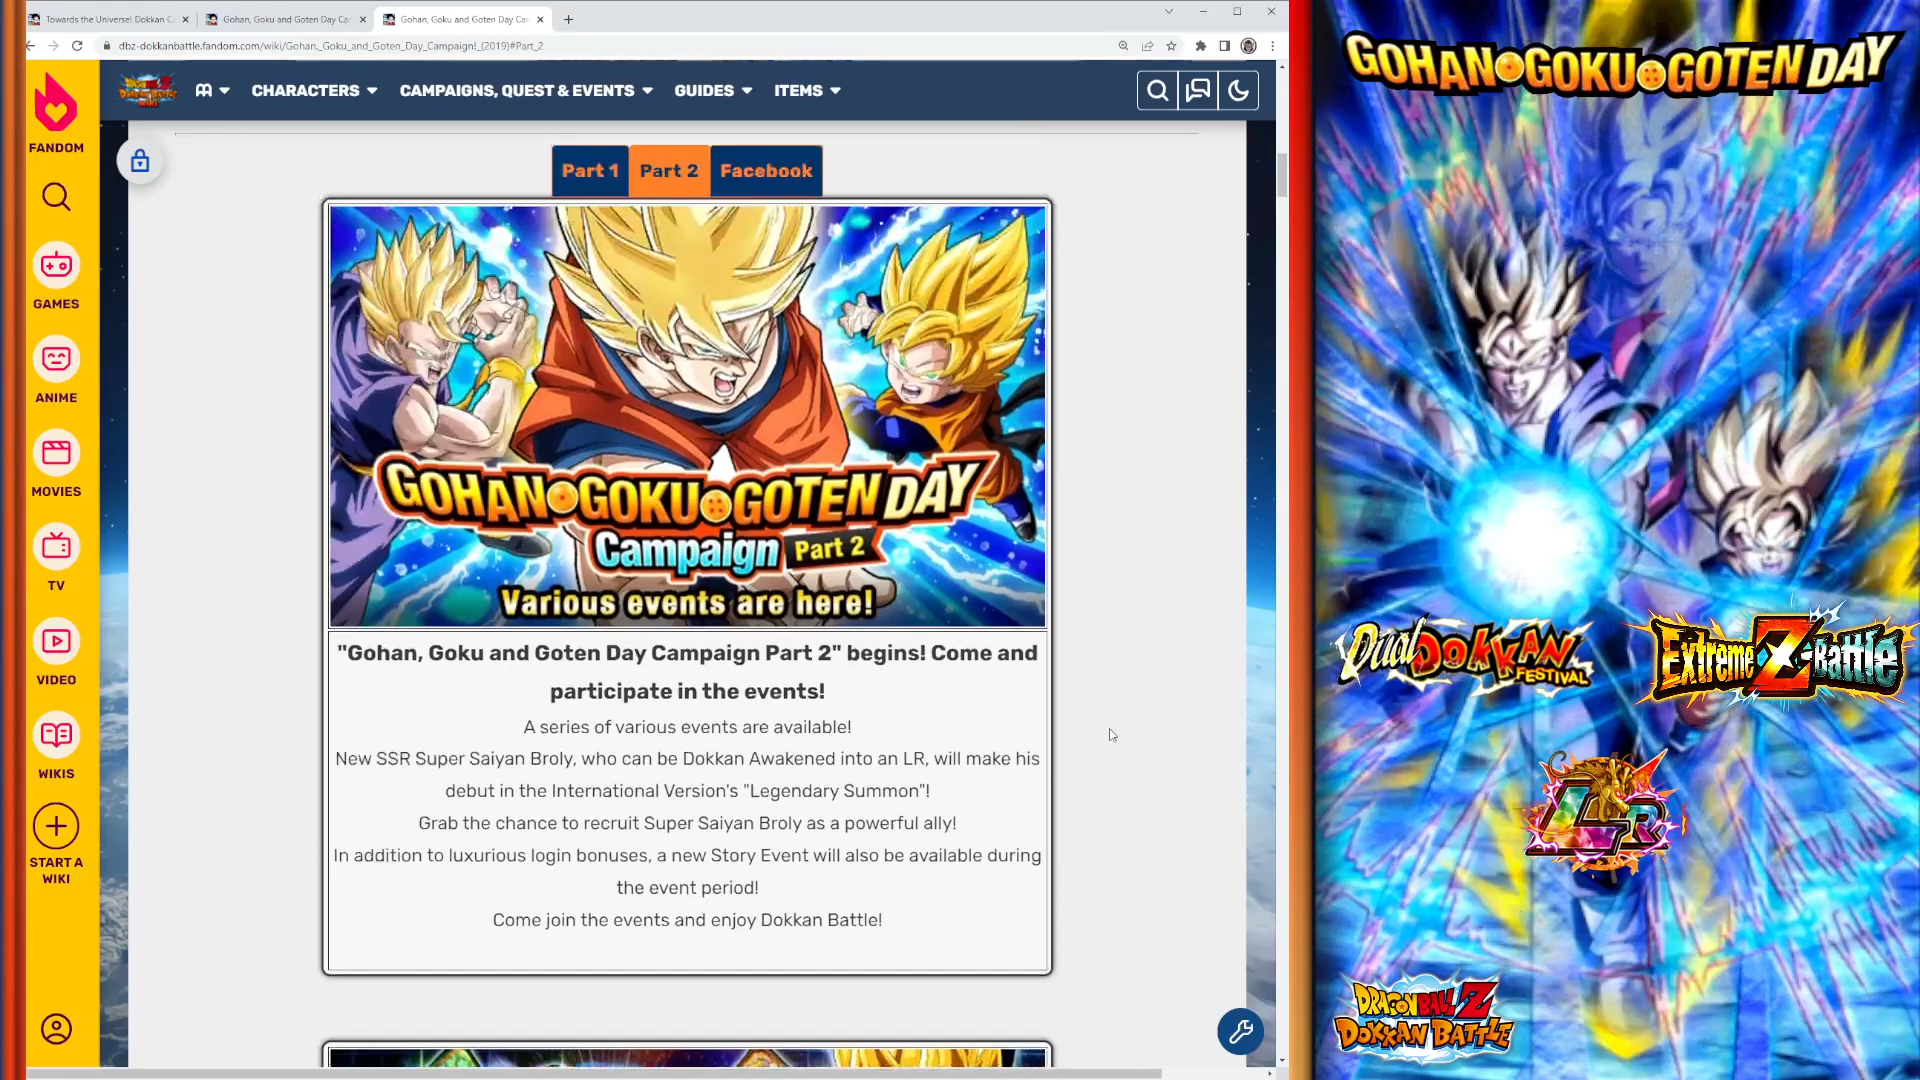 Towards the Universe! Dokkan C
Gohan, Goku and Goten Day Ca
Gohan, Goku and Goten Day Ca
dbz-dokkanbattle.fandom.com/wiki/Gohan,_Goku_and_Goten_Day_Campaign!_(2019)#Part_2
CHARACTERS
CAMPAIGNS, QUEST & EVENTS
GUIDES
ITEMS
FANDOM
GAMES
ANIME
MOVIES
TV
VIDEO
WIKIS
START A
WIKI
Part 1
Part 2
Facebook
GOHAN GOKU GOTEN DAY
Campaign Part 2
Various events are here!
"Gohan, Goku and Goten Day Campaign Part 2" begins! Come and
participate in the events!
A series of various events are available!
New SSR Super Saiyan Broly, who can be Dokkan Awakened into an LR, will make his
debut in the International Version's "Legendary Summon"!
Grab the chance to recruit Super Saiyan Broly as a powerful ally!
In addition to luxurious login bonuses, a new Story Event will also be available during
the event period!
Come join the events and enjoy Dokkan Battle!
GOHAN GOKU GOTEN DAY
Dual DOKKAN
FESTIVAL
Extreme Z-Battle
LR
DRAGON BALL Z
DOKKAN BATTLE